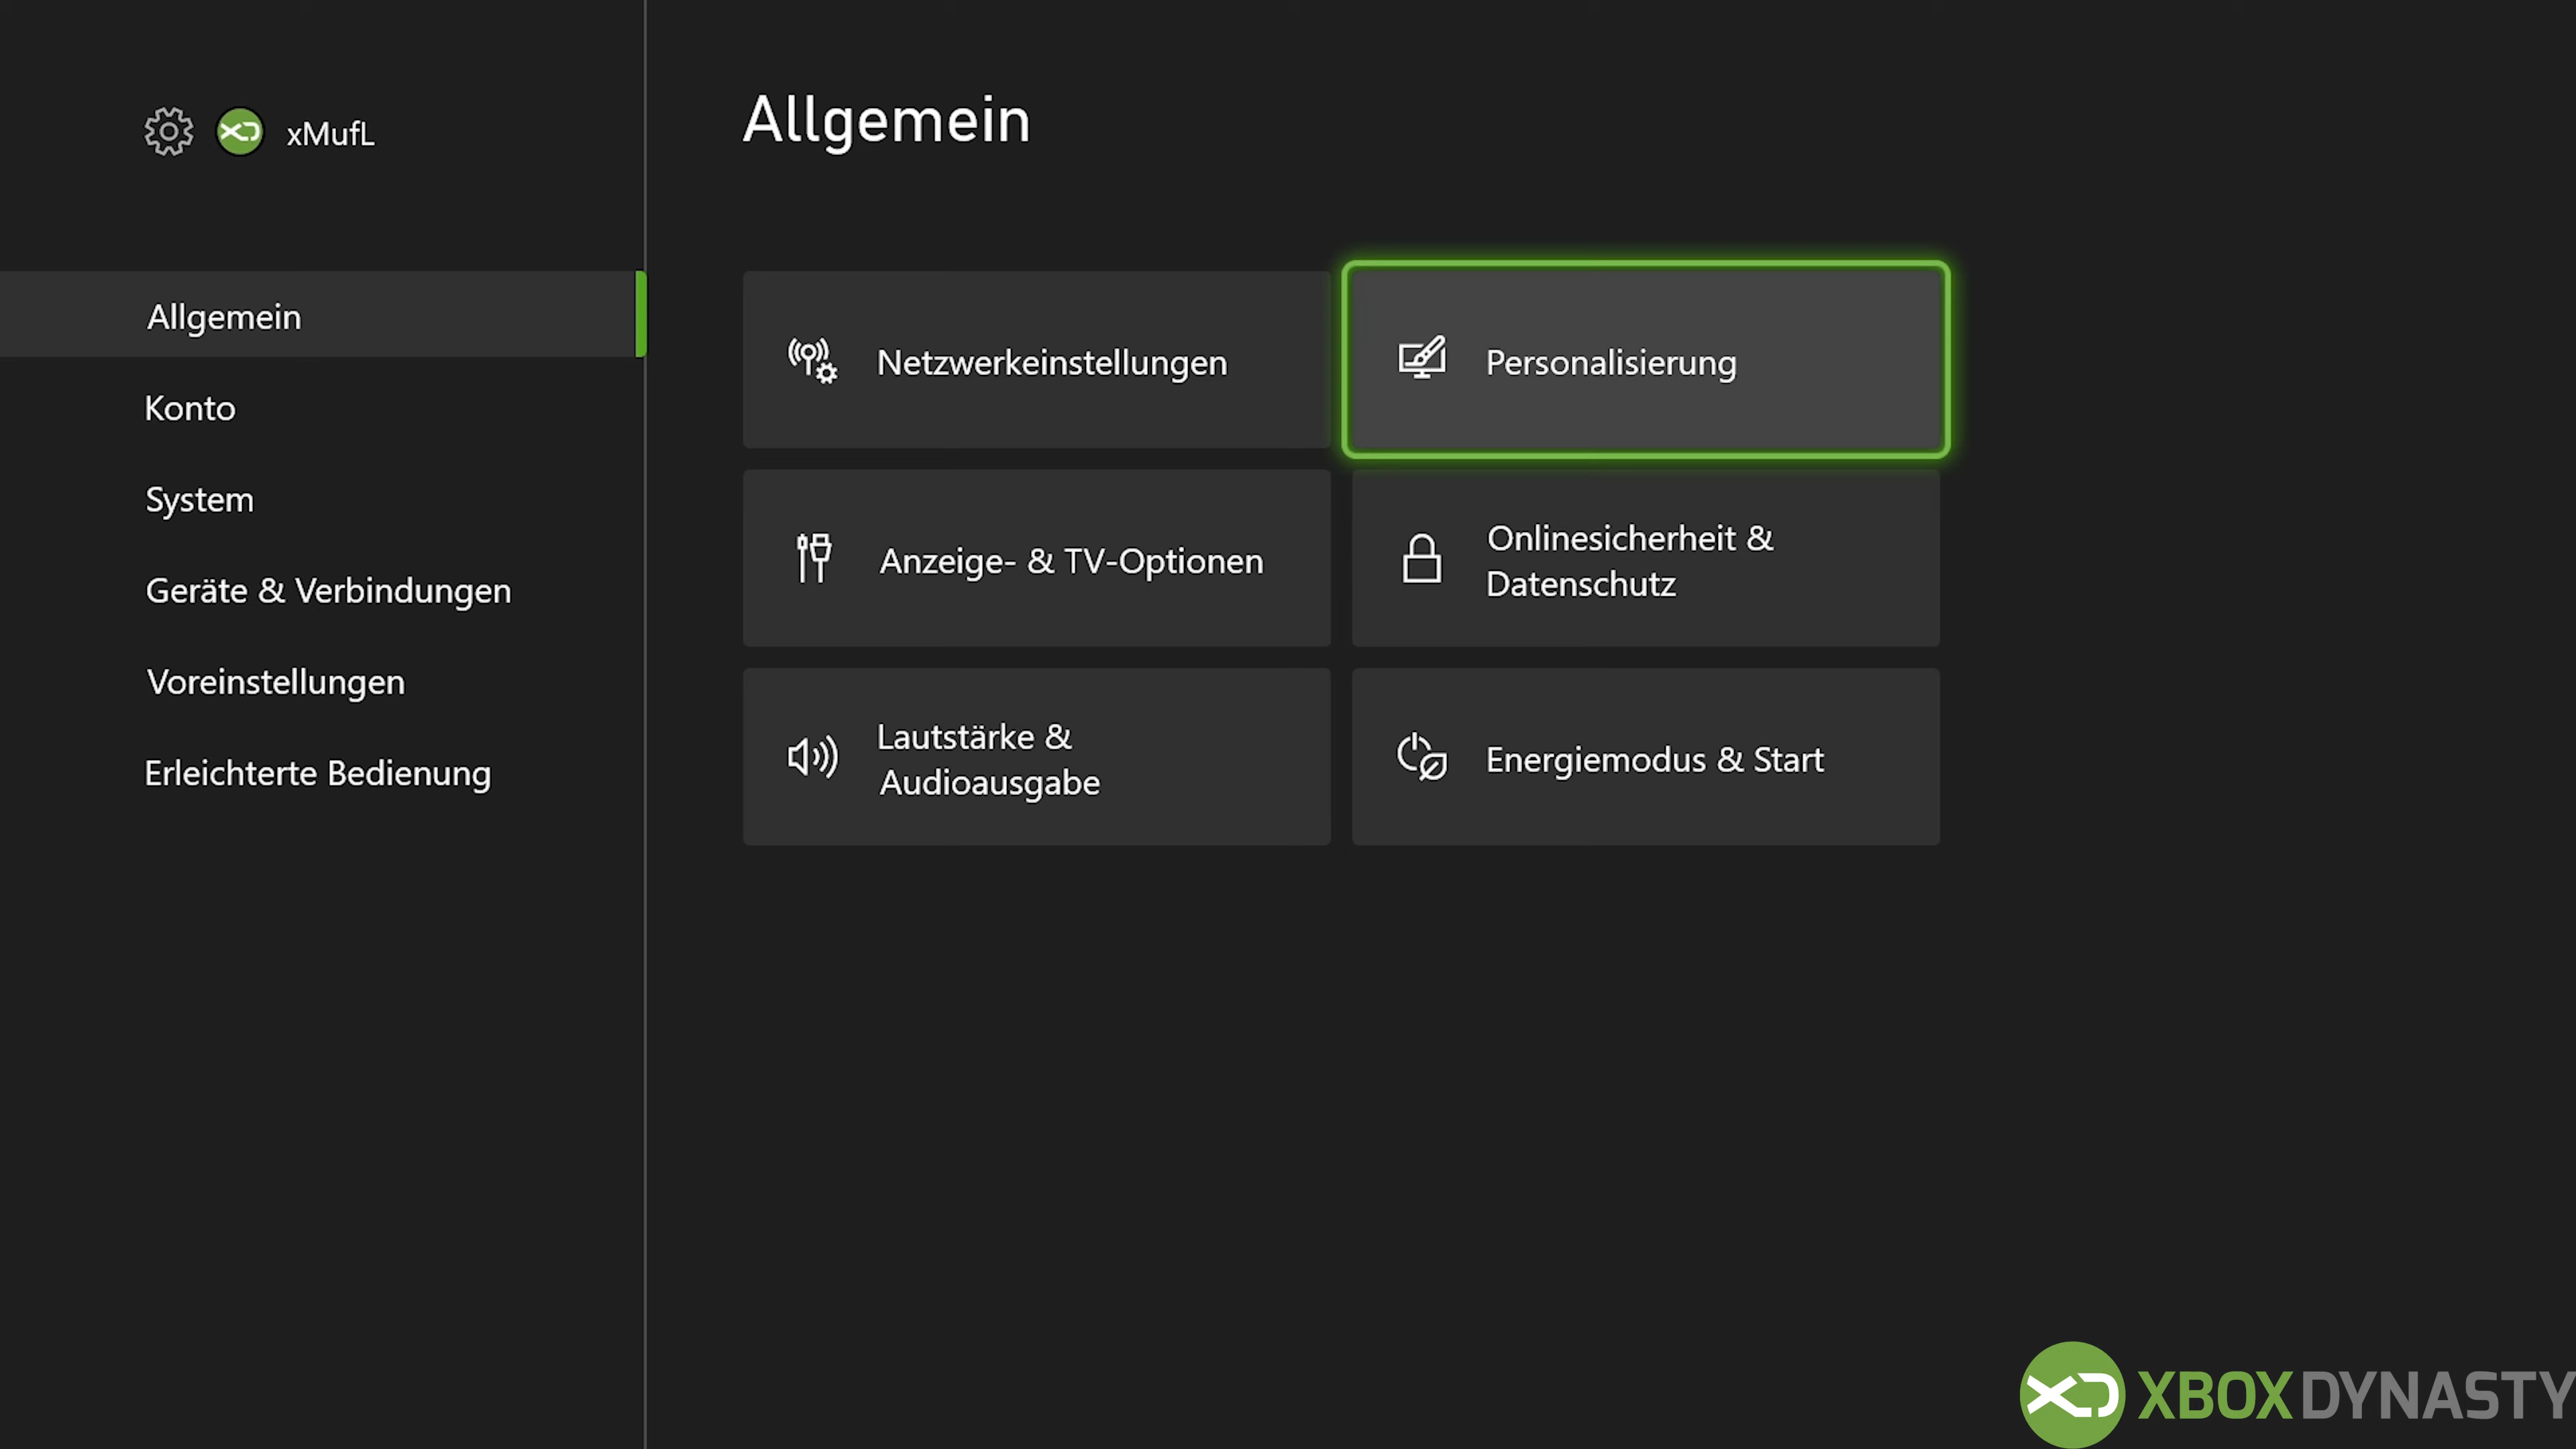 xMufL
Allgemein
Konto
System
Geräte & Verbindungen
Voreinstellungen
Erleichterte Bedienung
Allgemein
Netzwerkeinstellungen
Personalisierung
Anzeige- & TV-Optionen
Onlinesicherheit &
Datenschutz
Lautstärke &
Audioausgabe
Energiemodus & Start
XBOXDYNASTY